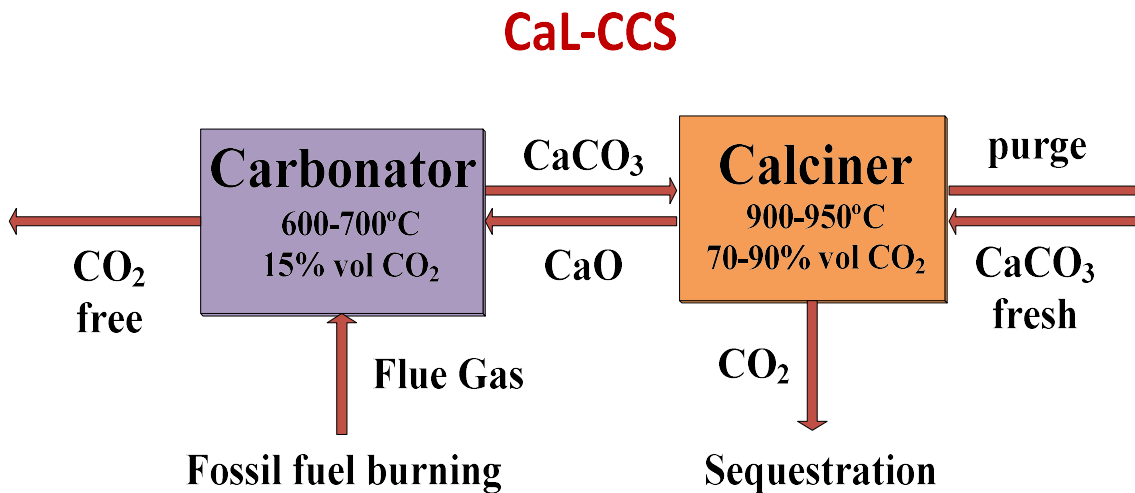 CaL-CCS
Carbonator
600-700ºC
15% vol CO₂
CaCO₃
CaO
Calciner
900-950ºC
70-90% vol CO₂
purge
CaCO₃
fresh
CO₂
free
Flue Gas
CO₂
Fossil fuel burning
Sequestration